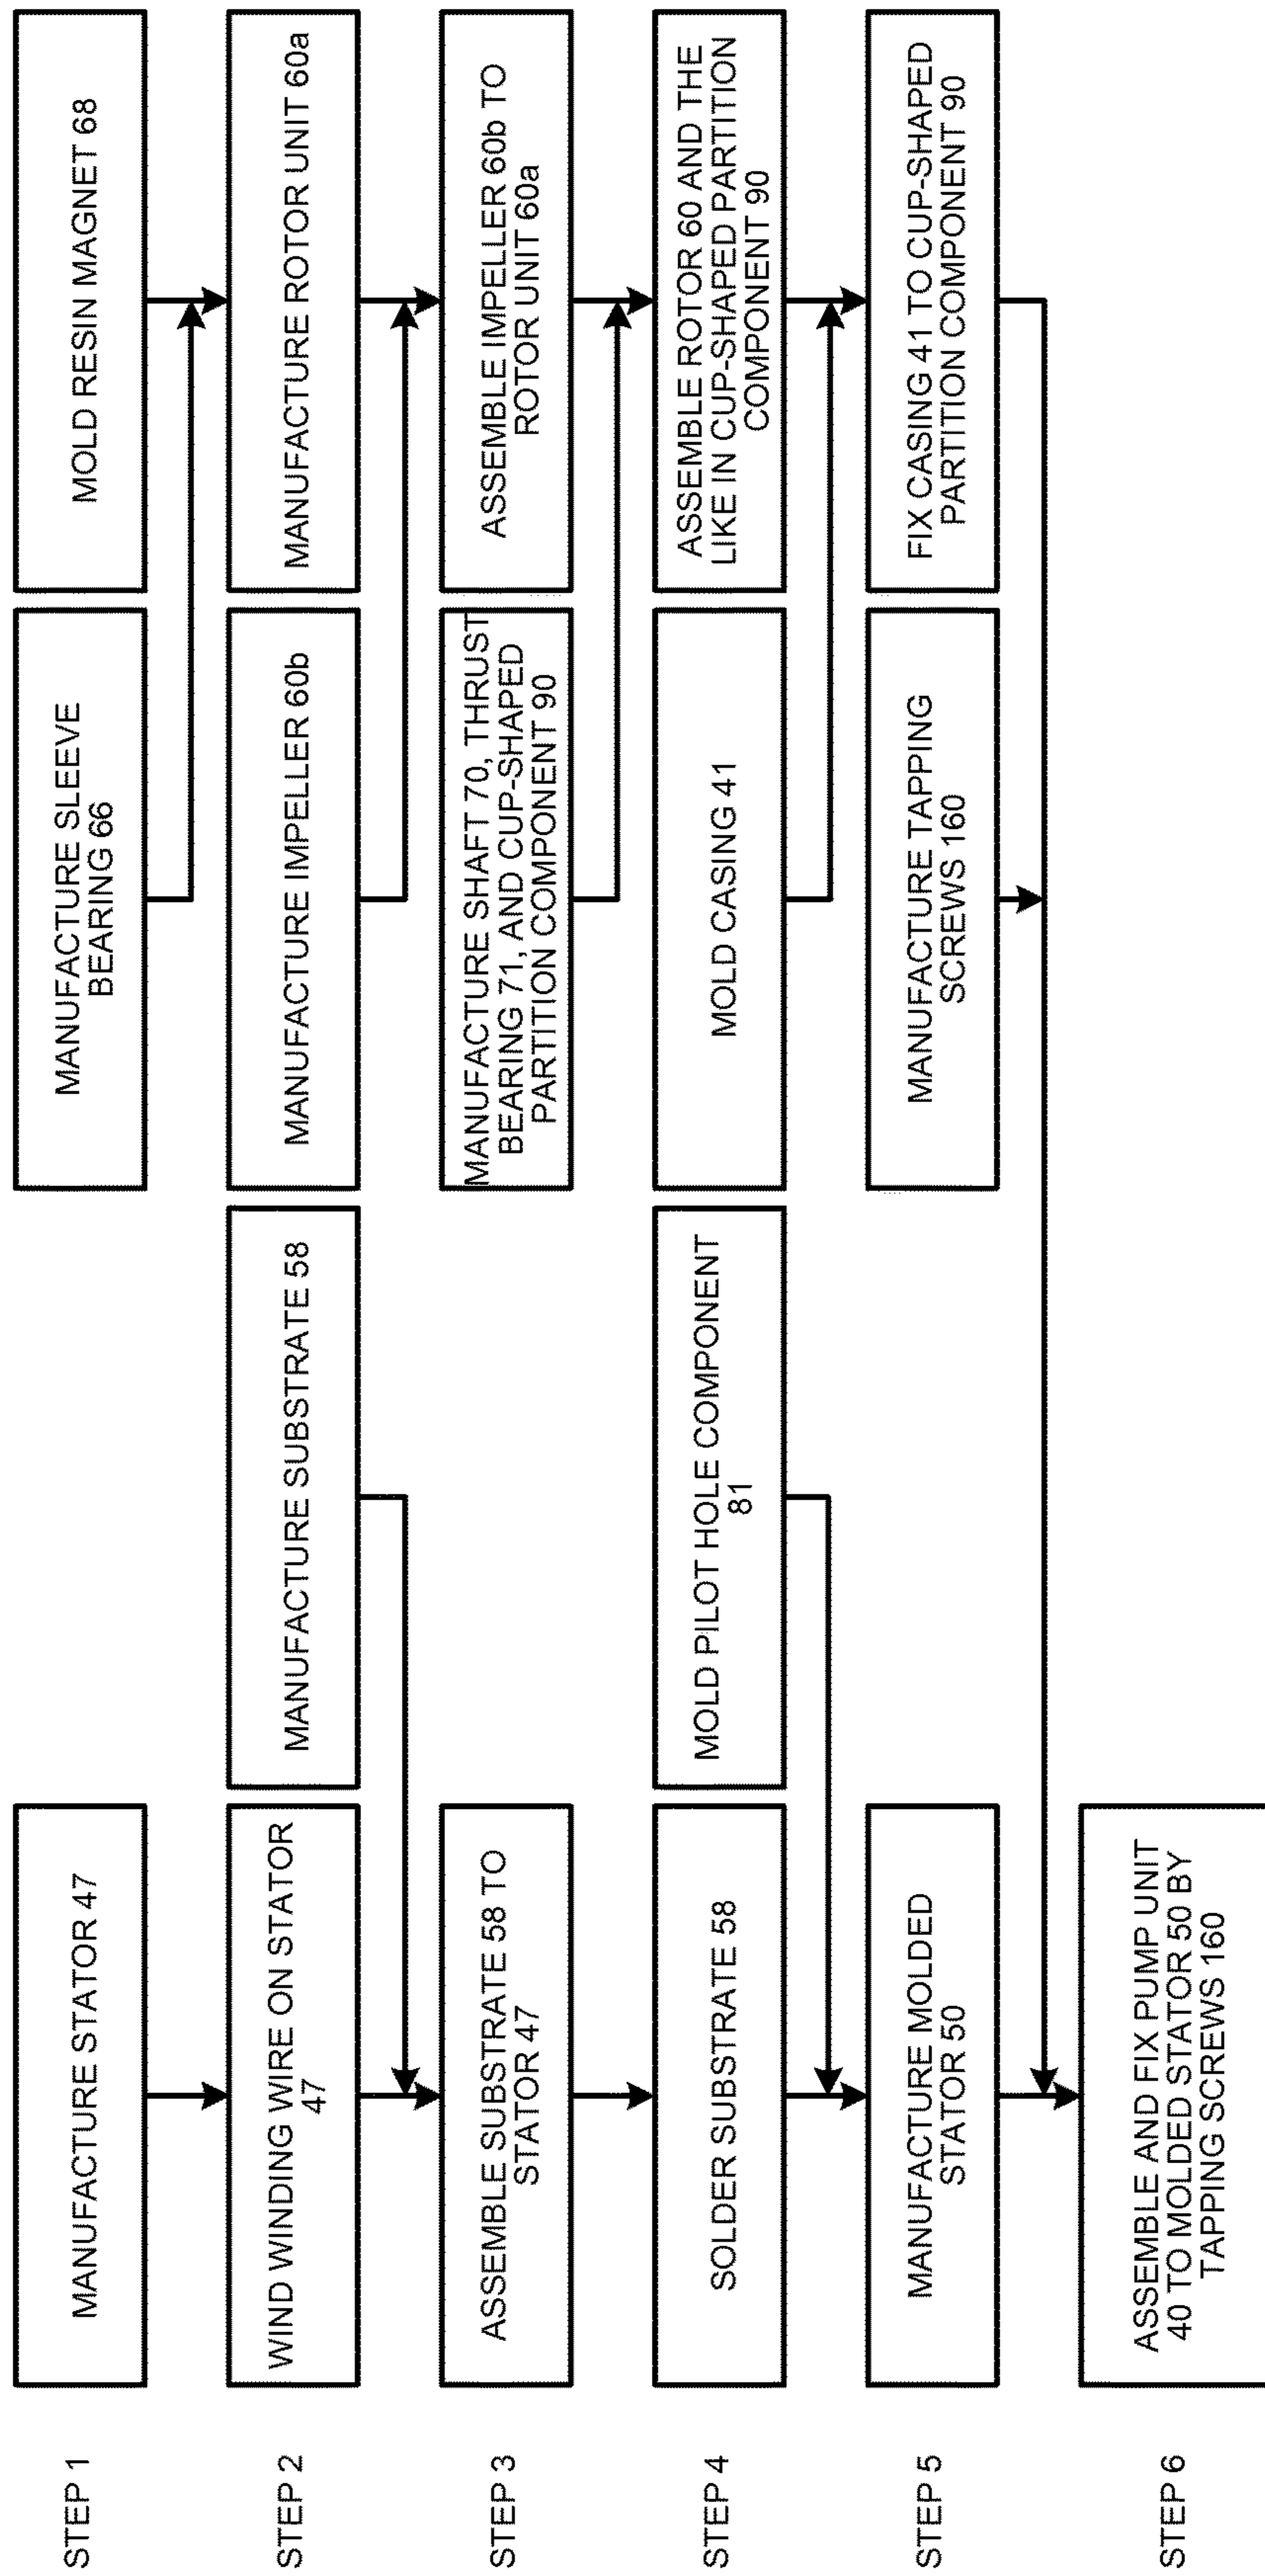 STEP 1
MANUFACTURE STATOR 47
MANUFACTURE SLEEVE
BEARING 66
MOLD RESIN MAGNET 68
STEP 2
WIND WINDING WIRE ON STATOR
47
MANUFACTURE SUBSTRATE 58
MANUFACTURE IMPELLER 60b
MANUFACTURE ROTOR UNIT 60a
STEP 3
ASSEMBLE SUBSTRATE 58 TO
STATOR 47
MANUFACTURE SHAFT 70, THRUST
BEARING 71, AND CUP-SHAPED
PARTITION COMPONENT 90
ASSEMBLE IMPELLER 60b TO
ROTOR UNIT 60a
STEP 4
SOLDER SUBSTRATE 58
MOLD PILOT HOLE COMPONENT
81
MOLD CASING 41
ASSEMBLE ROTOR 60 AND THE
LIKE IN CUP-SHAPED PARTITION
COMPONENT 90
STEP 5
MANUFACTURE MOLDED
STATOR 50
MANUFACTURE TAPPING
SCREWS 160
FIX CASING 41 TO CUP-SHAPED
PARTITION COMPONENT 90
STEP 6
ASSEMBLE AND FIX PUMP UNIT
40 TO MOLDED STATOR 50 BY
TAPPING SCREWS 160